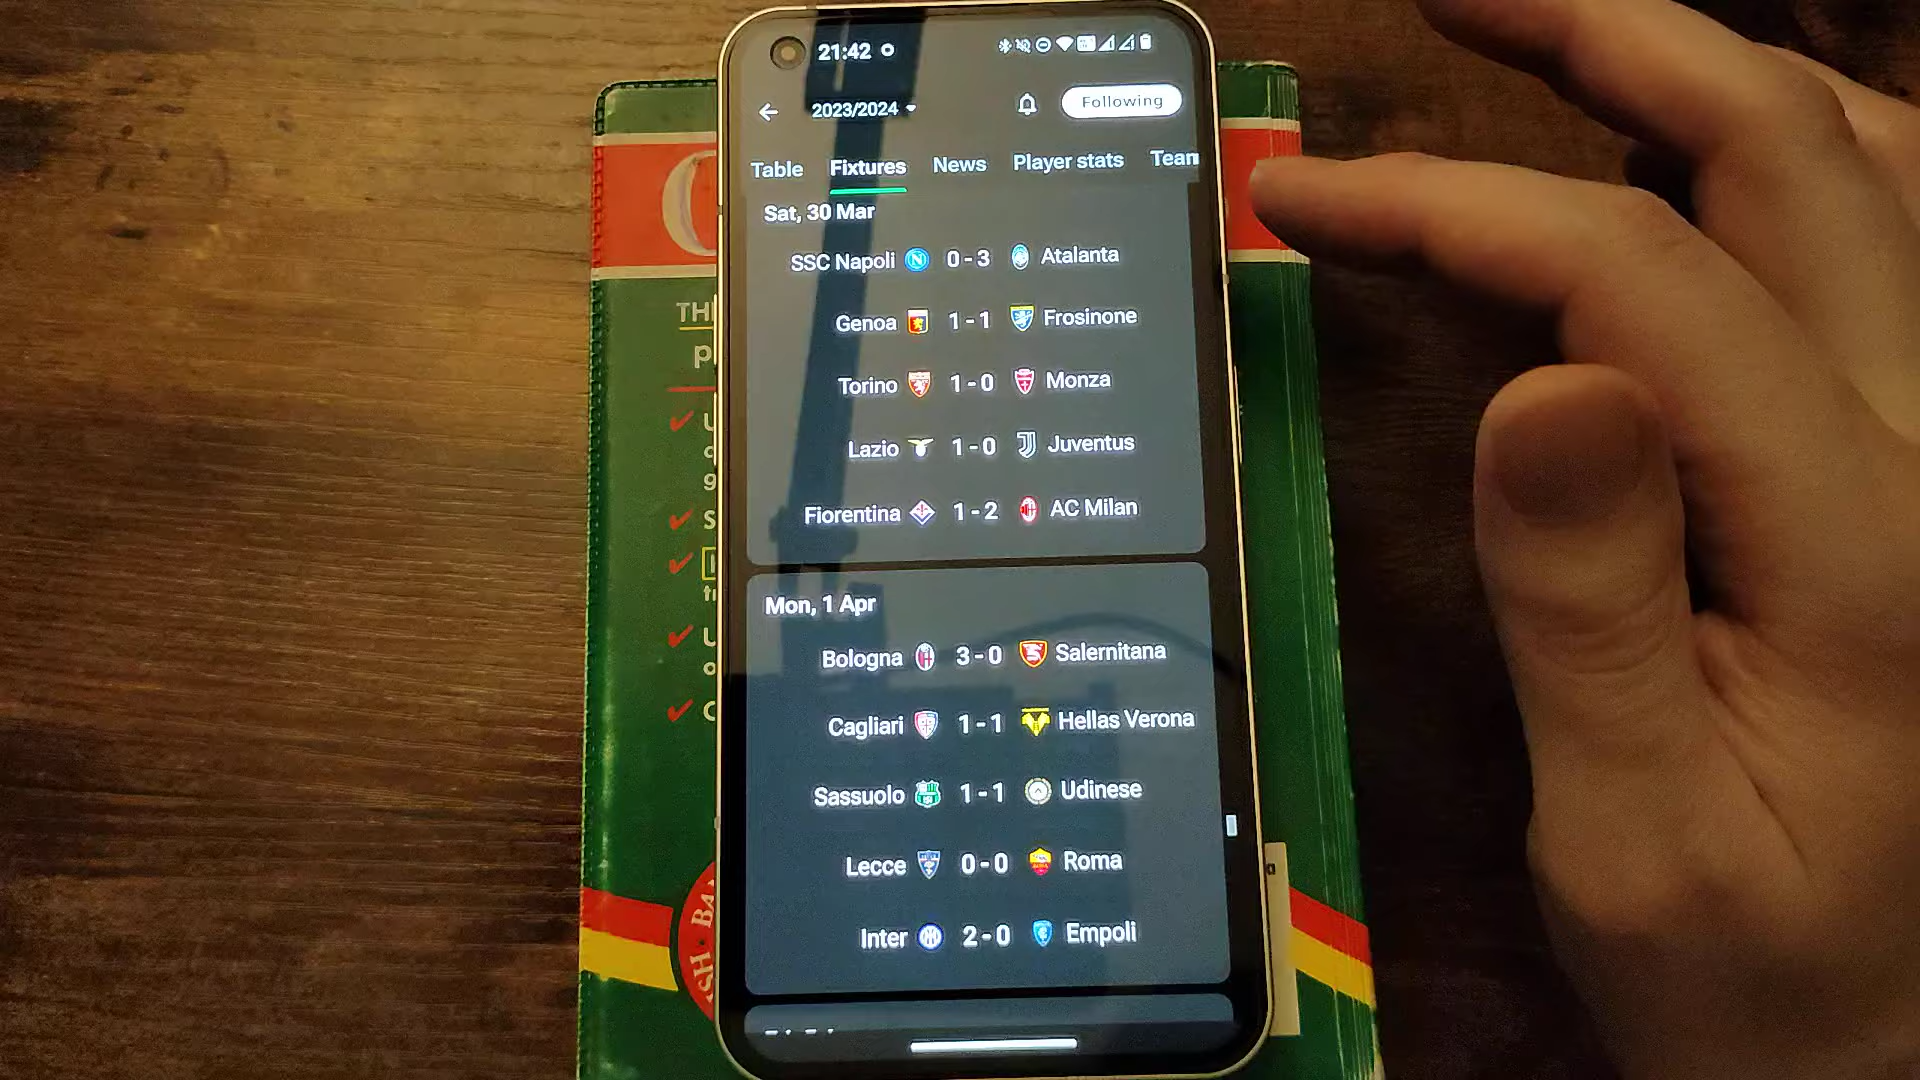 21:42
2023/2024
Following
Table Fixtures News Player stats Team
Sat, 30 Mar
SSC Napoli 0 - 3 Atalanta
Genoa 1 - 1 Frosinone
Torino 1 - 0 Monza
Lazio 1 - 0 Juventus
Fiorentina 1 - 2 AC Milan
Mon, 1 Apr
Bologna 3 - 0 Salernitana
Cagliari 1 - 1 Hellas Verona
Sassuolo 1 - 1 Udinese
Lecce 0 - 0 Roma
Inter 2 - 0 Empoli